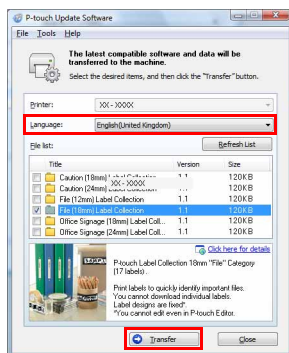 P-touch Update Software
File Tools Help
The latest compatible software and data will be
transferred to the machine.
Select the desired items, and then click the "Transfer" button.
Printer: XX - XXXX
Language: English(United Kingdom)
File list: Refresh List
Title Version Size
Caution (18mm) Label Collection 1.1 120KB
XX - XXXX
Caution (24mm) 1.1 120KB
File (12mm) Label Collection 1.1 120KB
File (18mm) Label Collection 1.1 120KB
Office Signage (18mm) Label Coll... 1.1 120KB
Office Signage (24mm) Label Coll... 1.1 120KB
Click here for details
P-touch Label Collection 18mm "File" Category
(17 labels).
Print labels to quickly identify important files.
You cannot download individual labels.
Label designs are fixed*.
*You cannot edit even in P-touch Editor.
Transfer Close